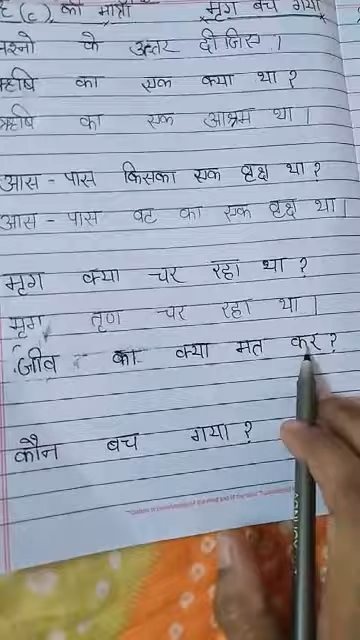 (ृ) की मात्रा मृग बच गया
प्रश्नो के उत्तर दीजिए।
ऋषि का एक क्या था?
ऋषि का एक आश्रम था।
आस-पास किसका एक वृक्ष था?
आस-पास वट का एक वृक्ष था।
मृग क्या चर रहा था?
मृग तृण चर रहा था।
जीव का क्या मत कर?
कौन बच गया?